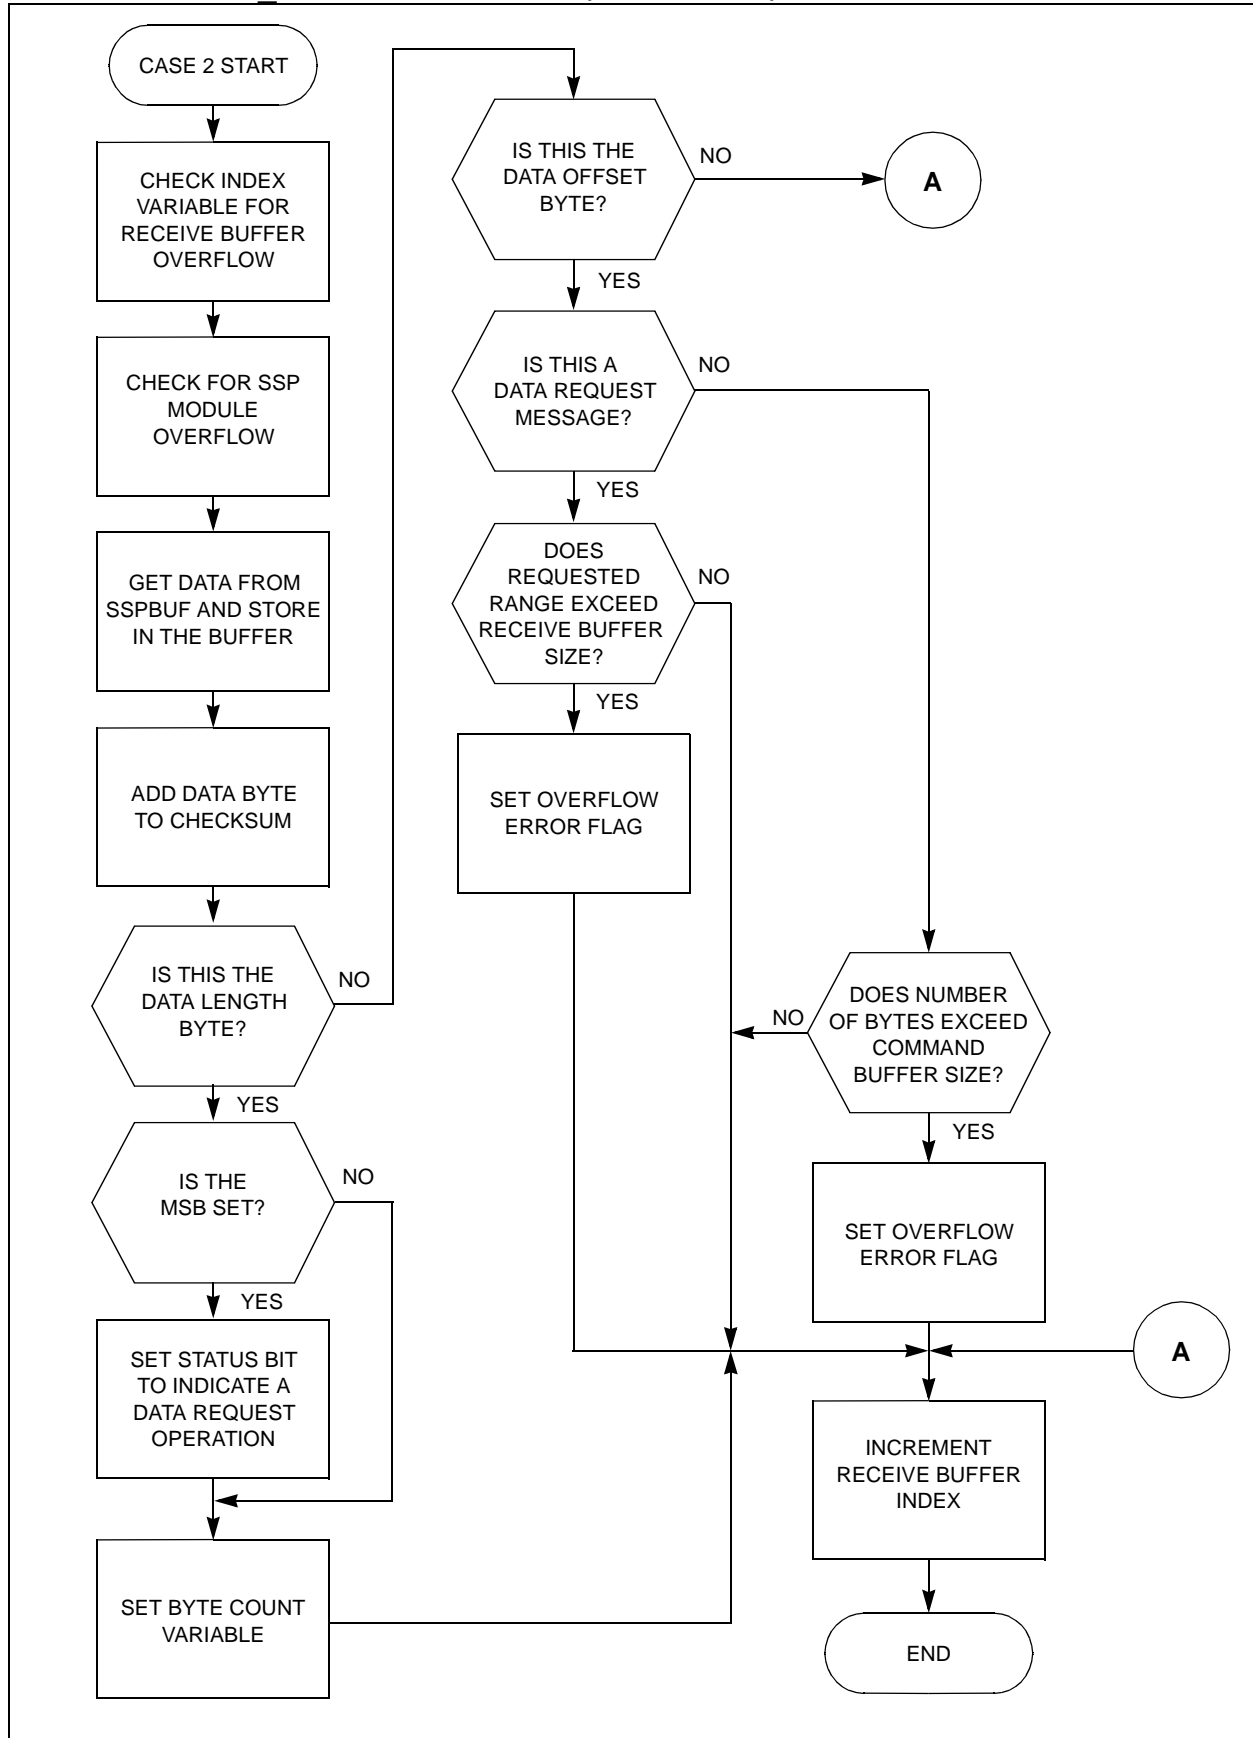 CASE 2 START
CHECK INDEX
VARIABLE FOR
RECEIVE BUFFER
OVERFLOW
CHECK FOR SSP
MODULE
OVERFLOW
GET DATA FROM
SSPBUF AND STORE
IN THE BUFFER
ADD DATA BYTE
TO CHECKSUM
IS THIS THE
DATA LENGTH
BYTE?
NO
YES
IS THE
MSB SET?
NO
YES
SET STATUS BIT
TO INDICATE A
DATA REQUEST
OPERATION
SET BYTE COUNT
VARIABLE
IS THIS THE
DATA OFFSET
BYTE?
NO
A
YES
IS THIS A
DATA REQUEST
MESSAGE?
NO
YES
DOES
REQUESTED
RANGE EXCEED
RECEIVE BUFFER
SIZE?
NO
YES
SET OVERFLOW
ERROR FLAG
DOES NUMBER
OF BYTES EXCEED
COMMAND
BUFFER SIZE?
NO
YES
SET OVERFLOW
ERROR FLAG
A
INCREMENT
RECEIVE BUFFER
INDEX
END